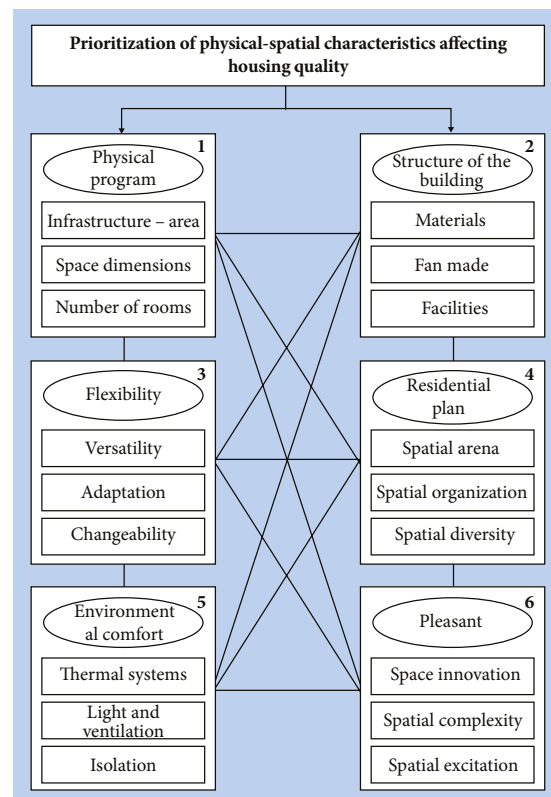 Prioritization of physical-spatial characteristics affecting
housing quality
1
Physical
program
Infrastructure – area
Space dimensions
Number of rooms
2
Structure of the
building
Materials
Fan made
Facilities
3
Flexibility
Versatility
Adaptation
Changeability
4
Residential
plan
Spatial arena
Spatial organization
Spatial diversity
5
Environment
al comfort
Thermal systems
Light and
ventilation
Isolation
6
Pleasant
Space innovation
Spatial complexity
Spatial excitation